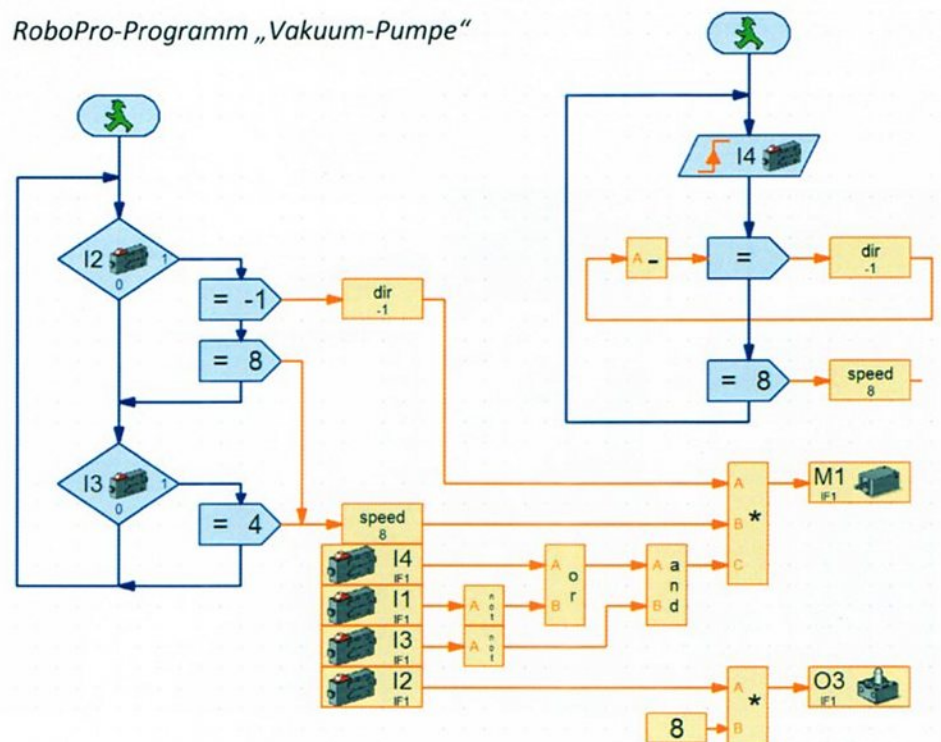 RoboPro-Programm „Vakuum-Pumpe“
I4
A -
=
dir
-1
= 8
speed
8
I2
1
0
= -1
dir
-1
= 8
I3
1
0
= 4
speed
8
I4
IF1
I1
IF1
I3
IF1
I2
IF1
A not
A not
A or
B
A and
B
A
B *
C
M1
IF1
8
A
B *
O3
IF1